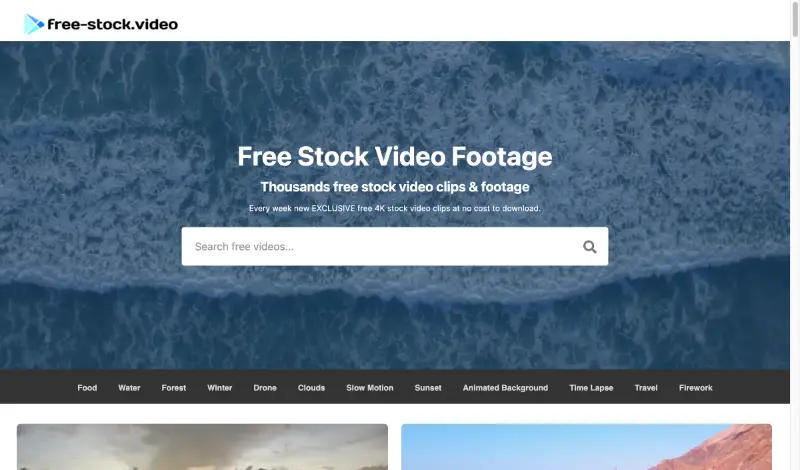 free-stock.video
Free Stock Video Footage
Thousands free stock video clips & footage
Every week new EXCLUSIVE free 4K stock video clips at no cost to download.
Search free videos...
Food Water Forest Winter Drone Clouds Slow Motion Sunset Animated Background Time Lapse Travel Firework